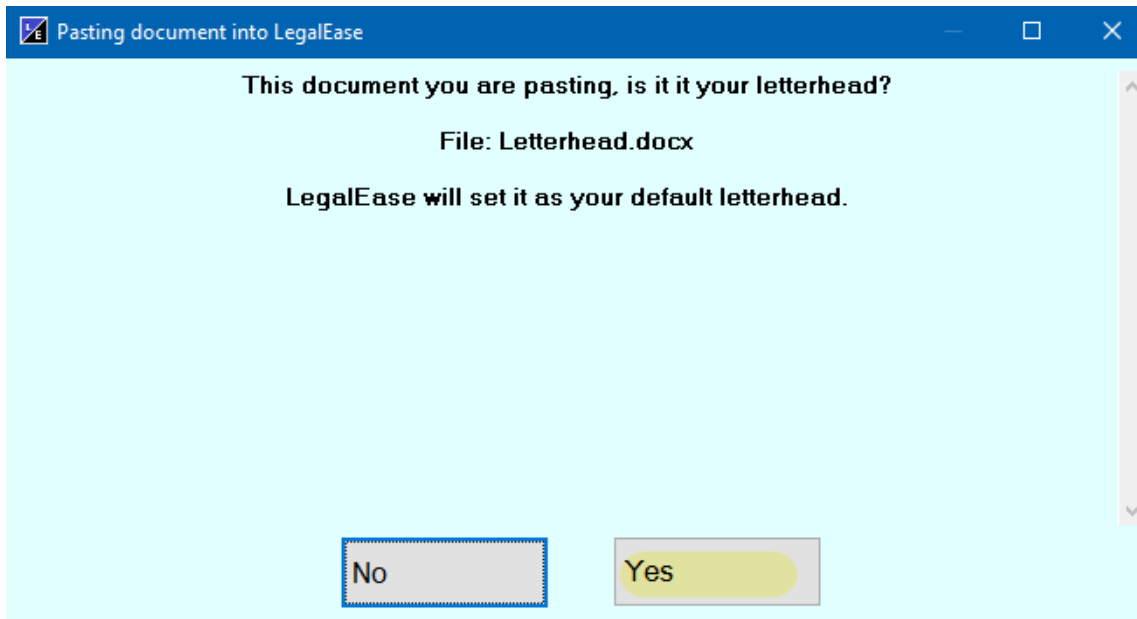 Pasting document into LegalEase
This document you are pasting, is it it your letterhead?
File: Letterhead.docx
LegalEase will set it as your default letterhead.
No
Yes